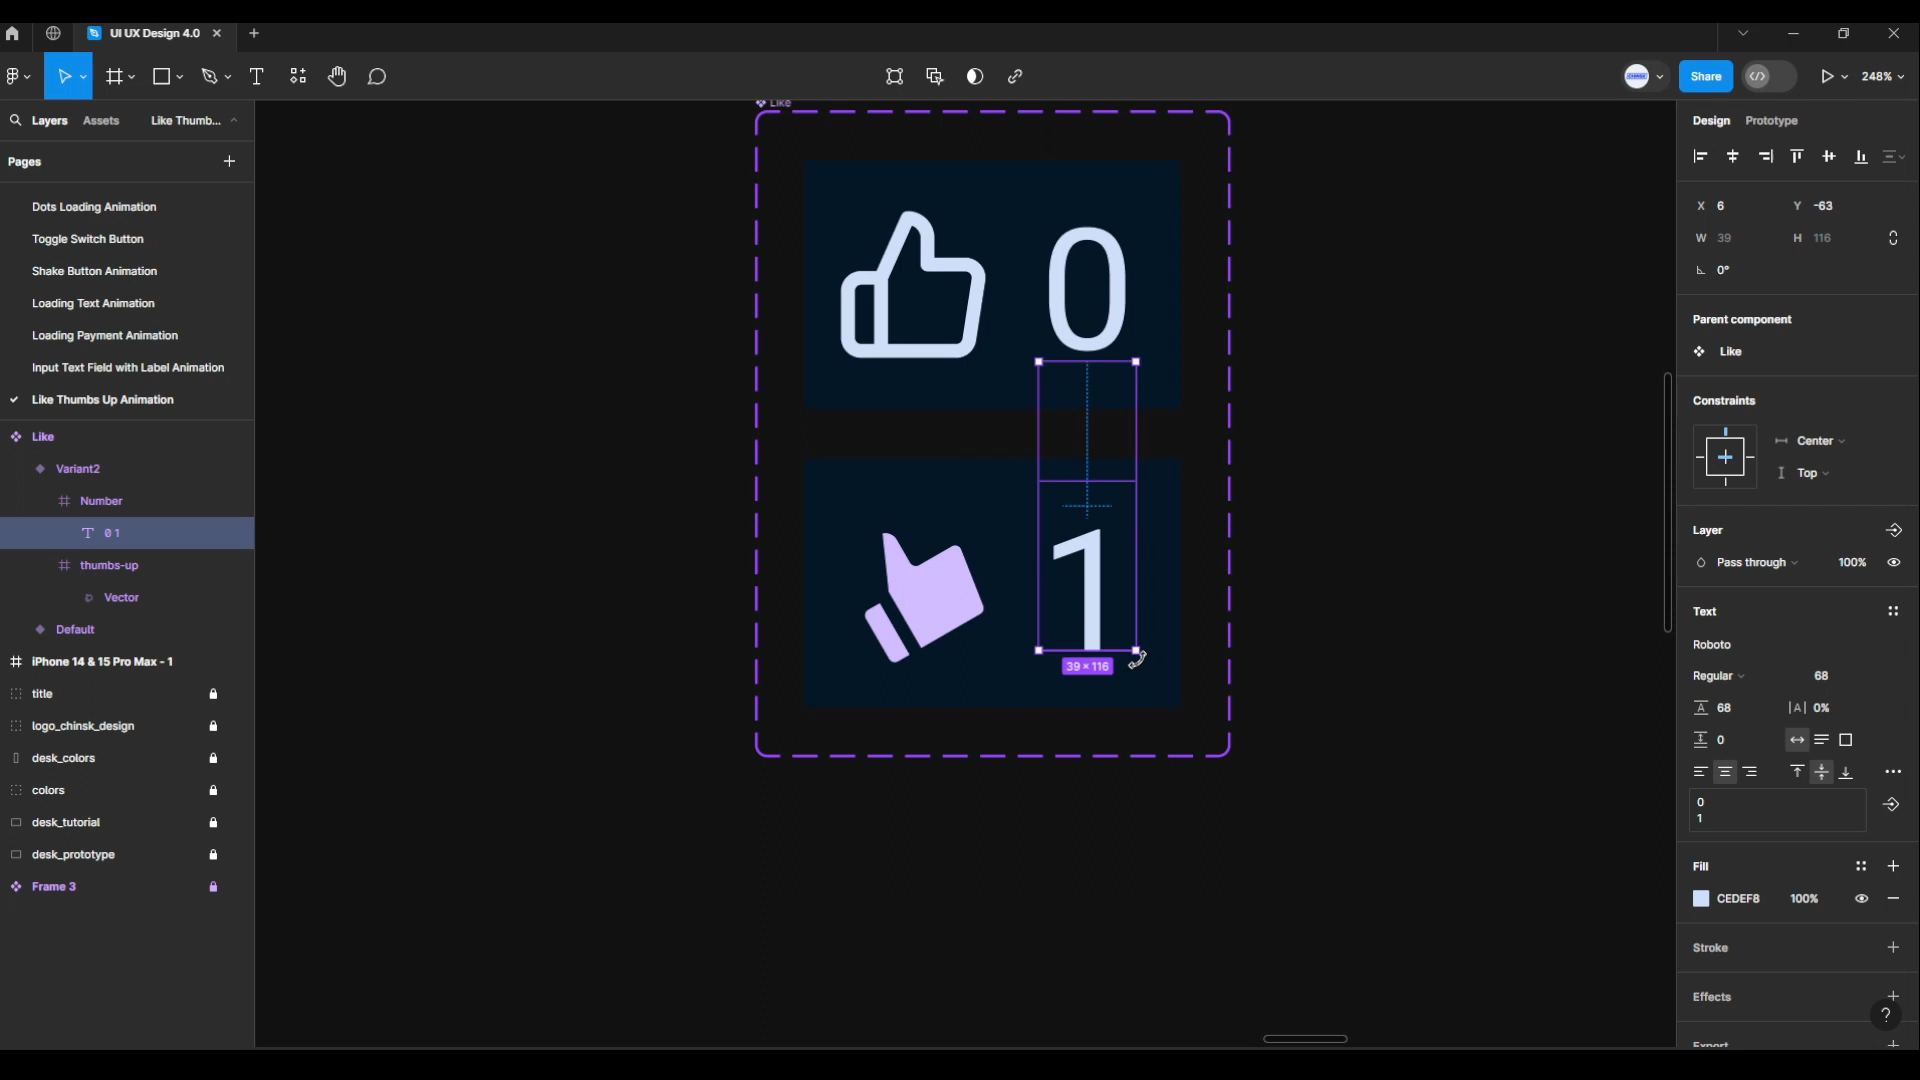 UI UX Design 4.0
Share
248%
Layers
Assets
Like Thumb...
Pages
Dots Loading Animation
Toggle Switch Button
Shake Button Animation
Loading Text Animation
Loading Payment Animation
Input Text Field with Label Animation
Like Thumbs Up Animation
Like
Variant2
Number
0 1
thumbs-up
Vector
Default
iPhone 14 & 15 Pro Max - 1
title
logo_chinsk_design
desk_colors
colors
desk_tutorial
desk_prototype
Frame 3
Like
0
1
39 × 116
Design
Prototype
X 6
Y -63
W 39
H 116
0°
Parent component
Like
Constraints
Center
Top
Layer
Pass through
100%
Text
Roboto
Regular
68
68
0%
0
0
1
Fill
CEDEF8
100%
Stroke
Effects
Export
?